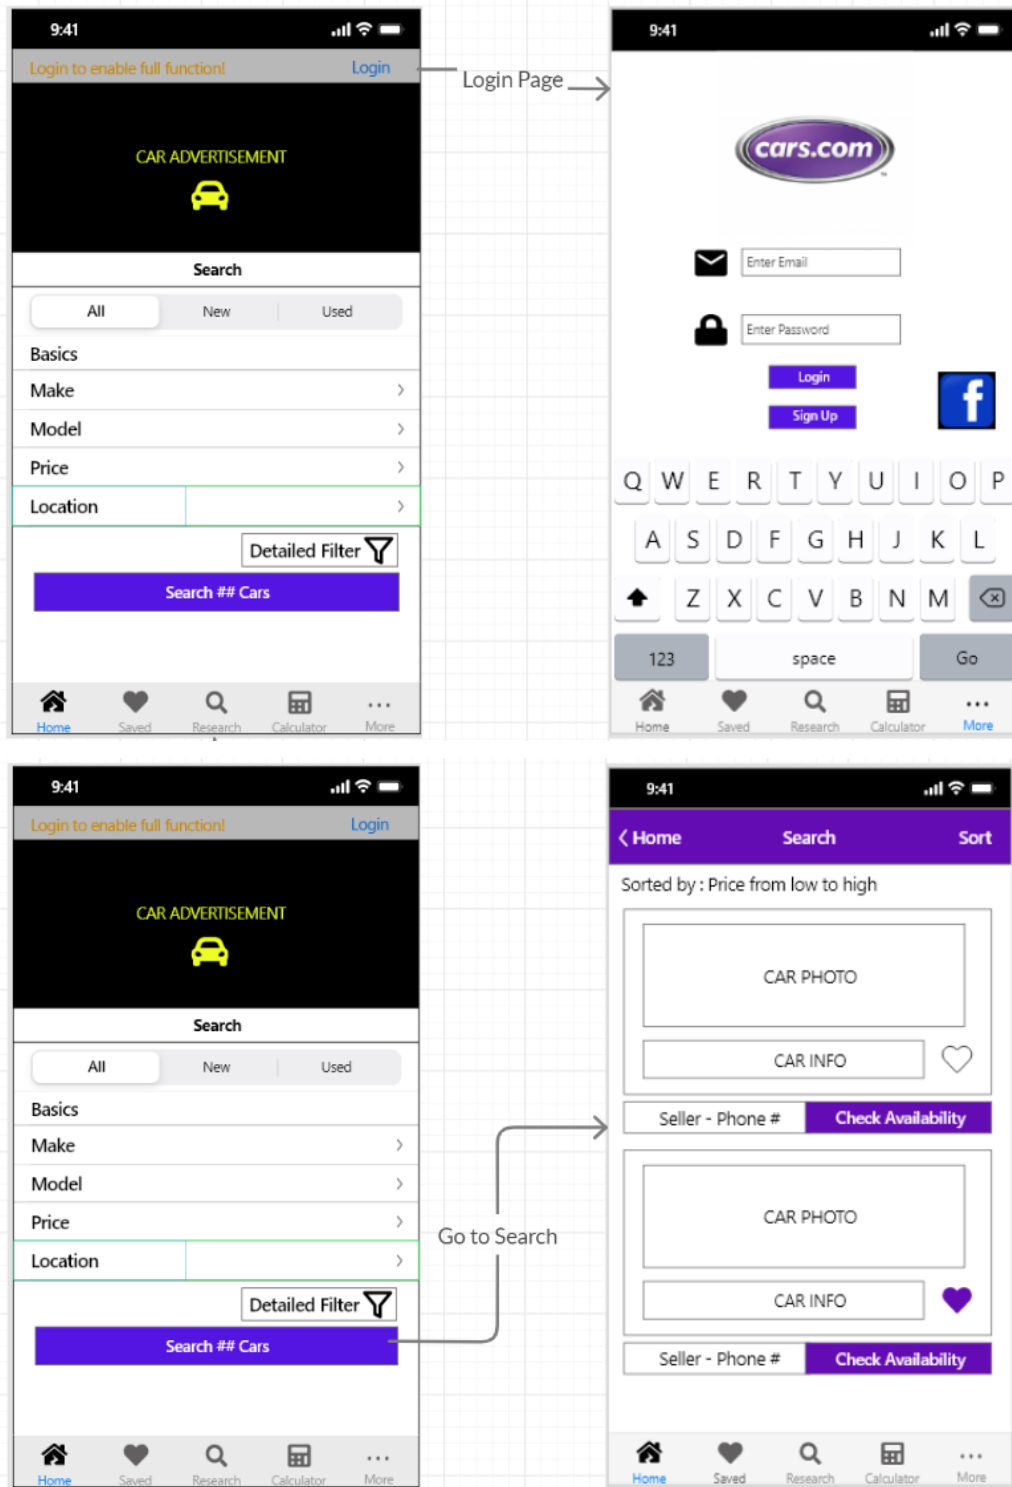 9:41
Login to enable full function!
Login
CAR ADVERTISEMENT
Search
All New Used
Basics
Make
Model
Price
Location
Detailed Filter
Search ## Cars
Home Saved Research Calculator More
Login Page
9:41
cars.com
TM
Enter Email
Enter Password
Login
Sign Up
f
Q W E R T Y U I O P
A S D F G H J K L
Z X C V B N M
123 space Go
Home Saved Research Calculator More
9:41
Login to enable full function!
Login
CAR ADVERTISEMENT
Search
All New Used
Basics
Make
Model
Price
Location
Detailed Filter
Search ## Cars
Home Saved Research Calculator More
Go to Search
9:41
Home Search Sort
Sorted by : Price from low to high
CAR PHOTO
CAR INFO
Seller - Phone # Check Availability
CAR PHOTO
CAR INFO
Seller - Phone # Check Availability
Home Saved Research Calculator More